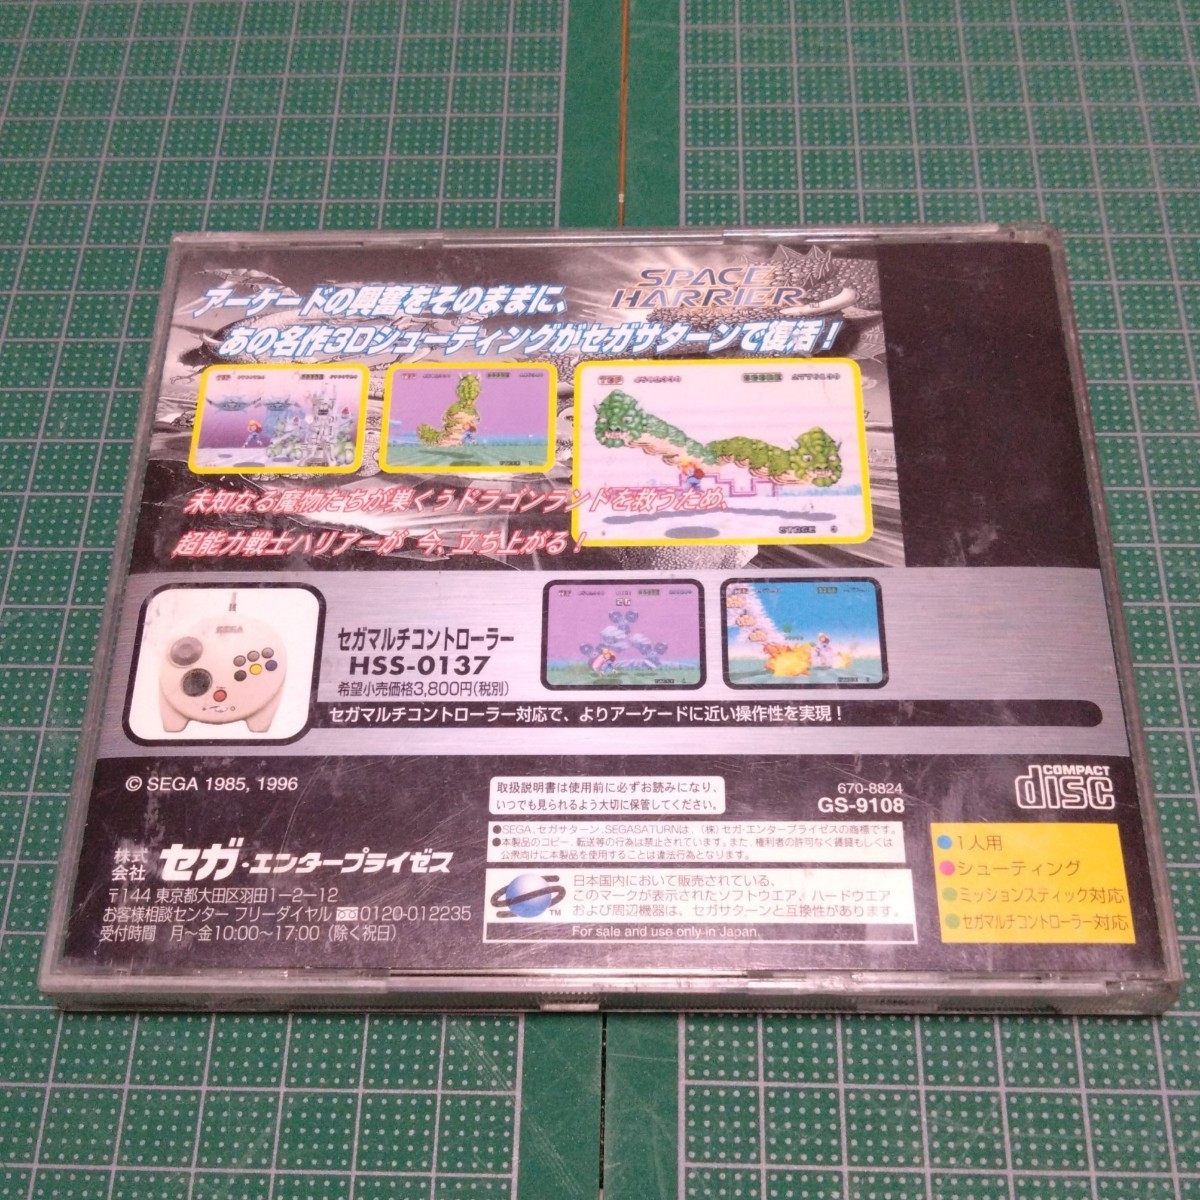 SPACE
HARRIER
アーケードの興奮をそのままに、
あの名作3Dシューティングがセガサターンで復活！
未知なる魔物たちが巣くうドラゴンランドを救うため、
超能力戦士ハリアーが 今、立ち上がる！
SEGA
セガマルチコントローラー
HSS-0137
希望小売価格3,800円(税別)
セガマルチコントローラー対応で、よりアーケードに近い操作性を実現！
© SEGA 1985, 1996
取扱説明書は使用前に必ずお読みになり、
いつでも見られるよう大切に保管してください。
670-8824
GS-9108
COMPACT
disc
株式会社 セガ・エンタープライゼス
〒144 東京都大田区羽田1-2-12
お客様相談センター フリーダイヤル 0120-012235
受付時間 月〜金10:00〜17:00 (除く祝日)
●SEGA、セガサターン、SEGASATURNは、(株)セガ・エンタープライゼスの商標です。
●本製品のコピー、転送等の行為は禁止されています。また、権利者の許可なく賃貸もしくは
公衆向けに本製品を使用することは違法行為となります。
TM
日本国内において販売されている、
このマークが表示されたソフトウエア、ハードウエア
および周辺機器は、セガサターンと互換性があります。
For sale and use only in Japan.
●1人用
●シューティング
●ミッションスティック対応
●セガマルチコントローラー対応